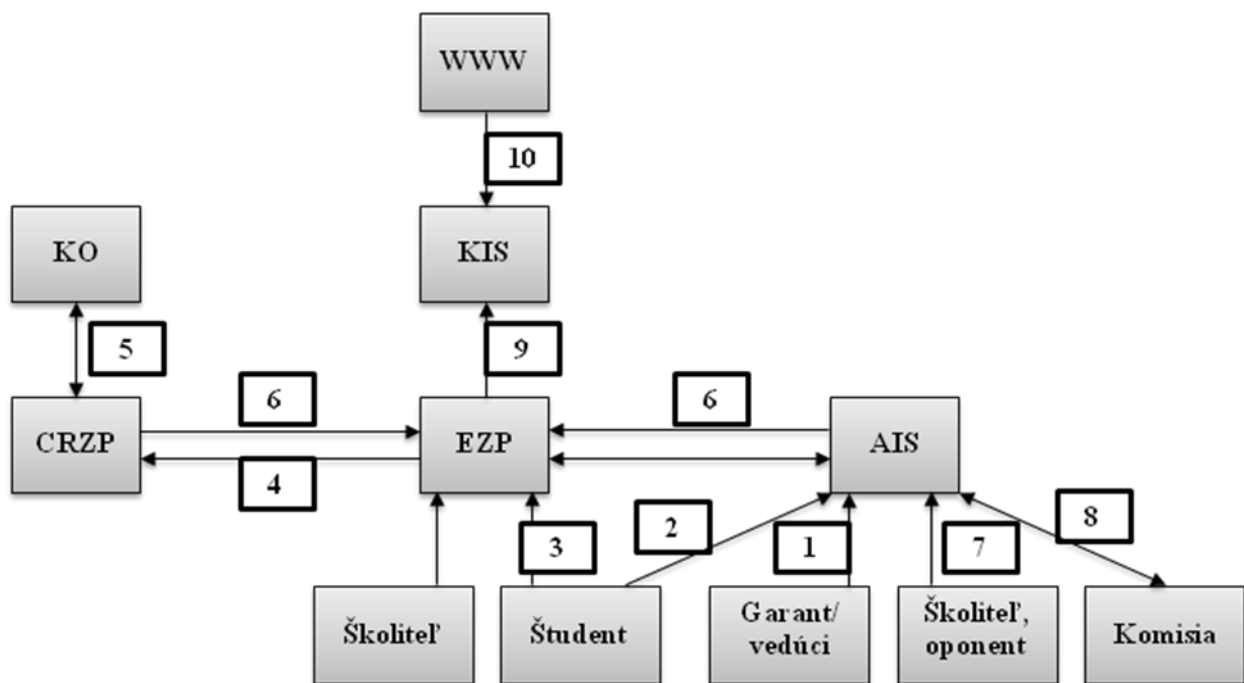 WWW
10
KO
KIS
5
9
6
6
CRZP
EZP
AIS
4
2
8
3
1
7
Školiteľ
Študent
Garant/
vedúci
Školiteľ,
oponent
Komisia